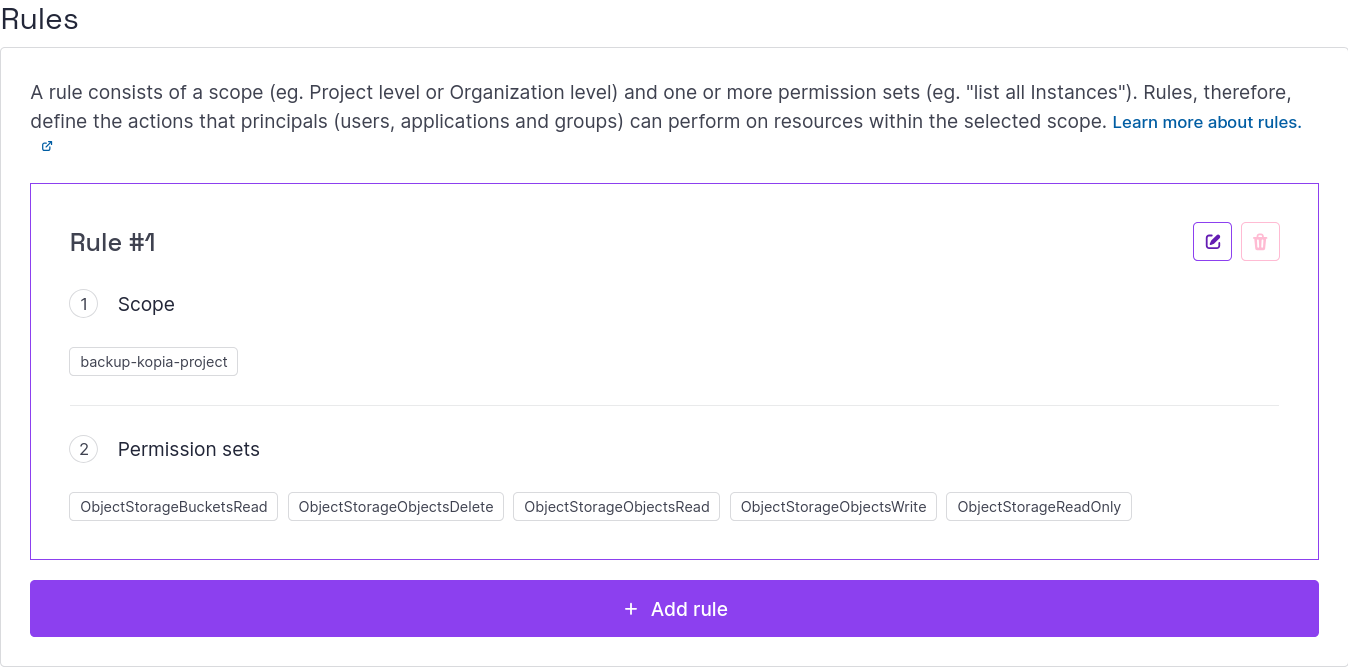 Rules
A rule consists of a scope (eg. Project level or Organization level) and one or more permission sets (eg. "list all Instances"). Rules, therefore,
define the actions that principals (users, applications and groups) can perform on resources within the selected scope. Learn more about rules.
Rule #1
1 Scope
backup-kopia-project
2 Permission sets
ObjectStorageBucketsRead ObjectStorageObjectsDelete ObjectStorageObjectsRead ObjectStorageObjectsWrite ObjectStorageReadOnly
+ Add rule